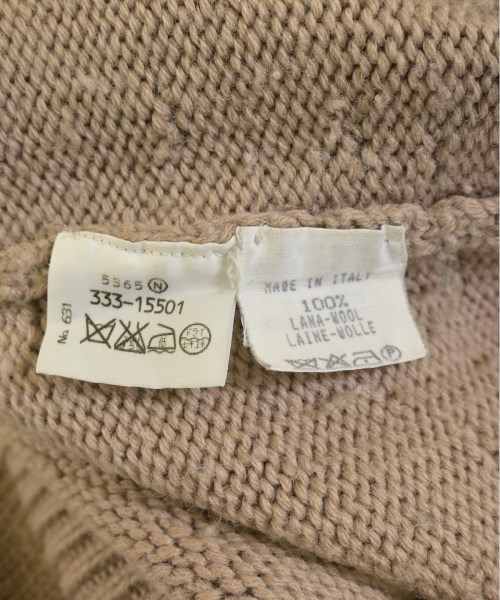 5365 N
333-15501
No. 631
MADE IN ITALY
100%
LANA-WOOL
LAINE-WOLLE
P